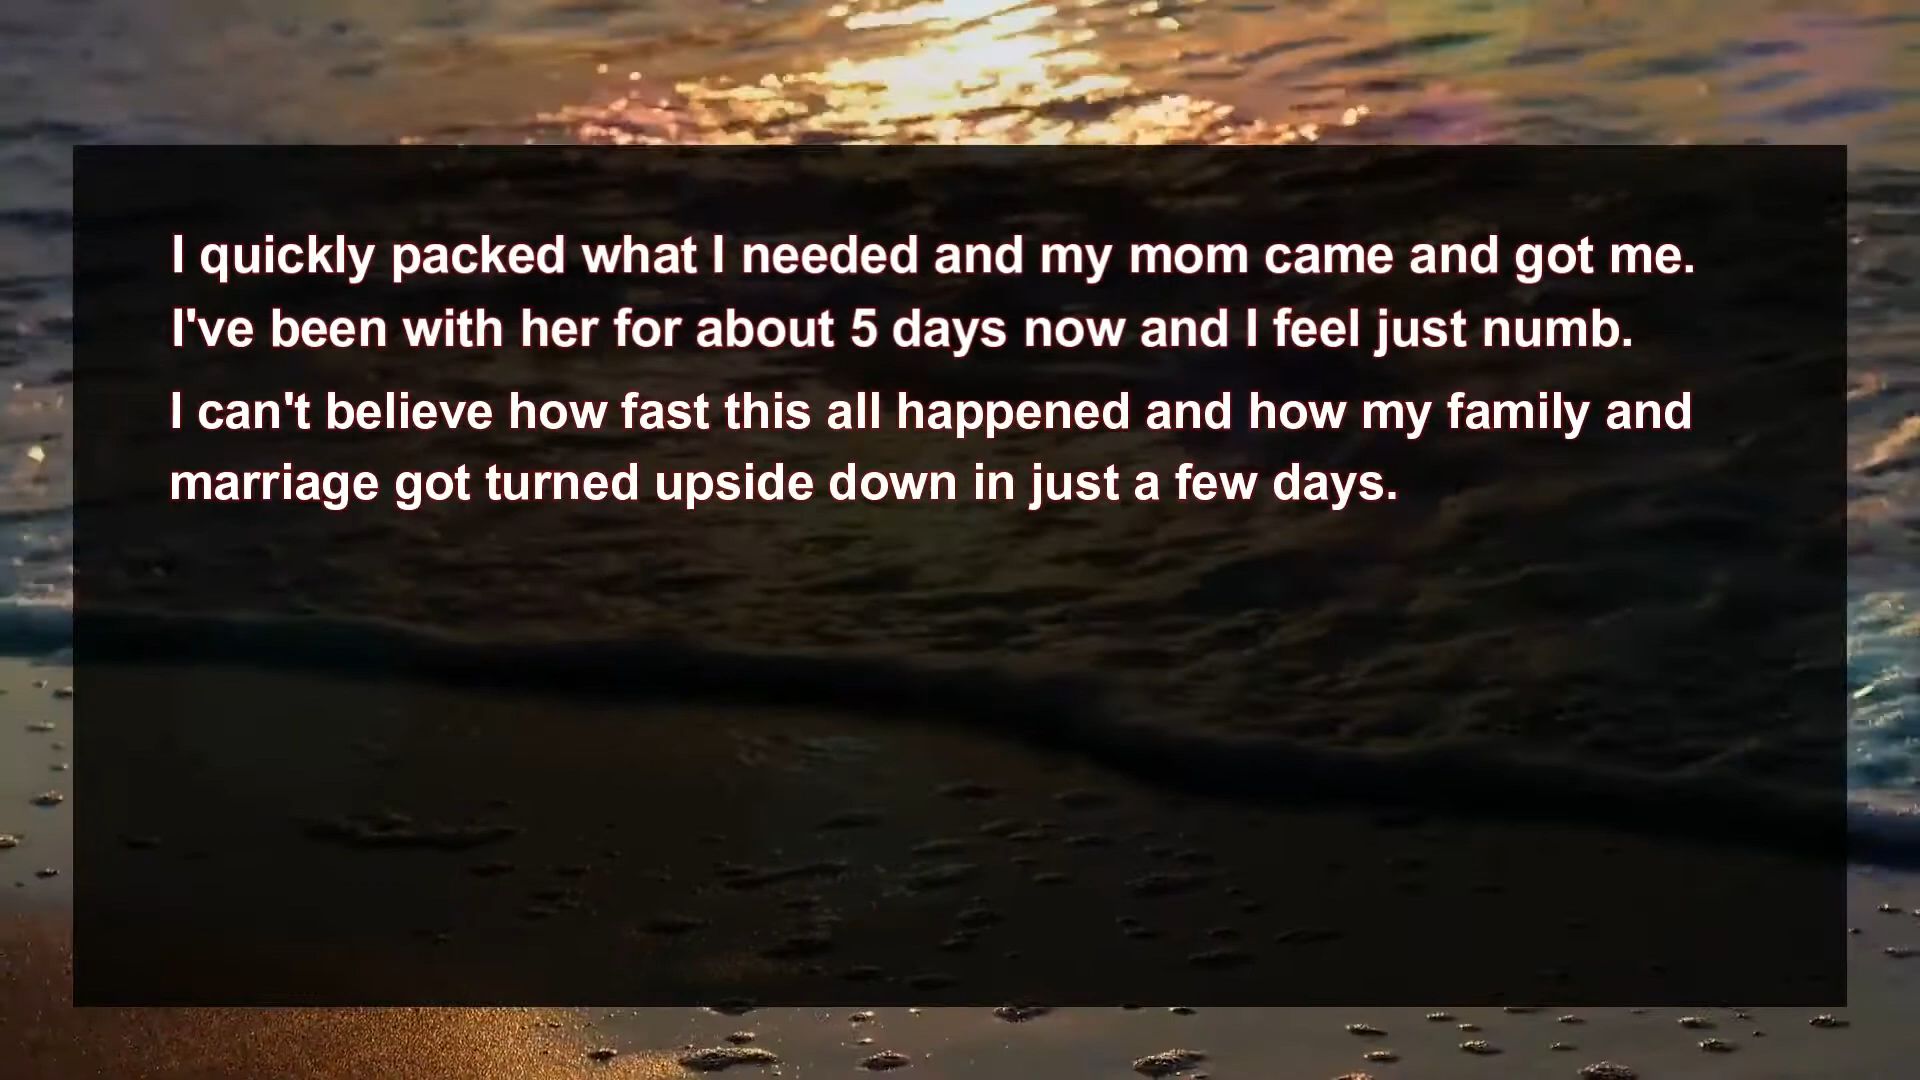 I quickly packed what I needed and my mom came and got me.
I've been with her for about 5 days now and I feel just numb.
I can't believe how fast this all happened and how my family and
marriage got turned upside down in just a few days.